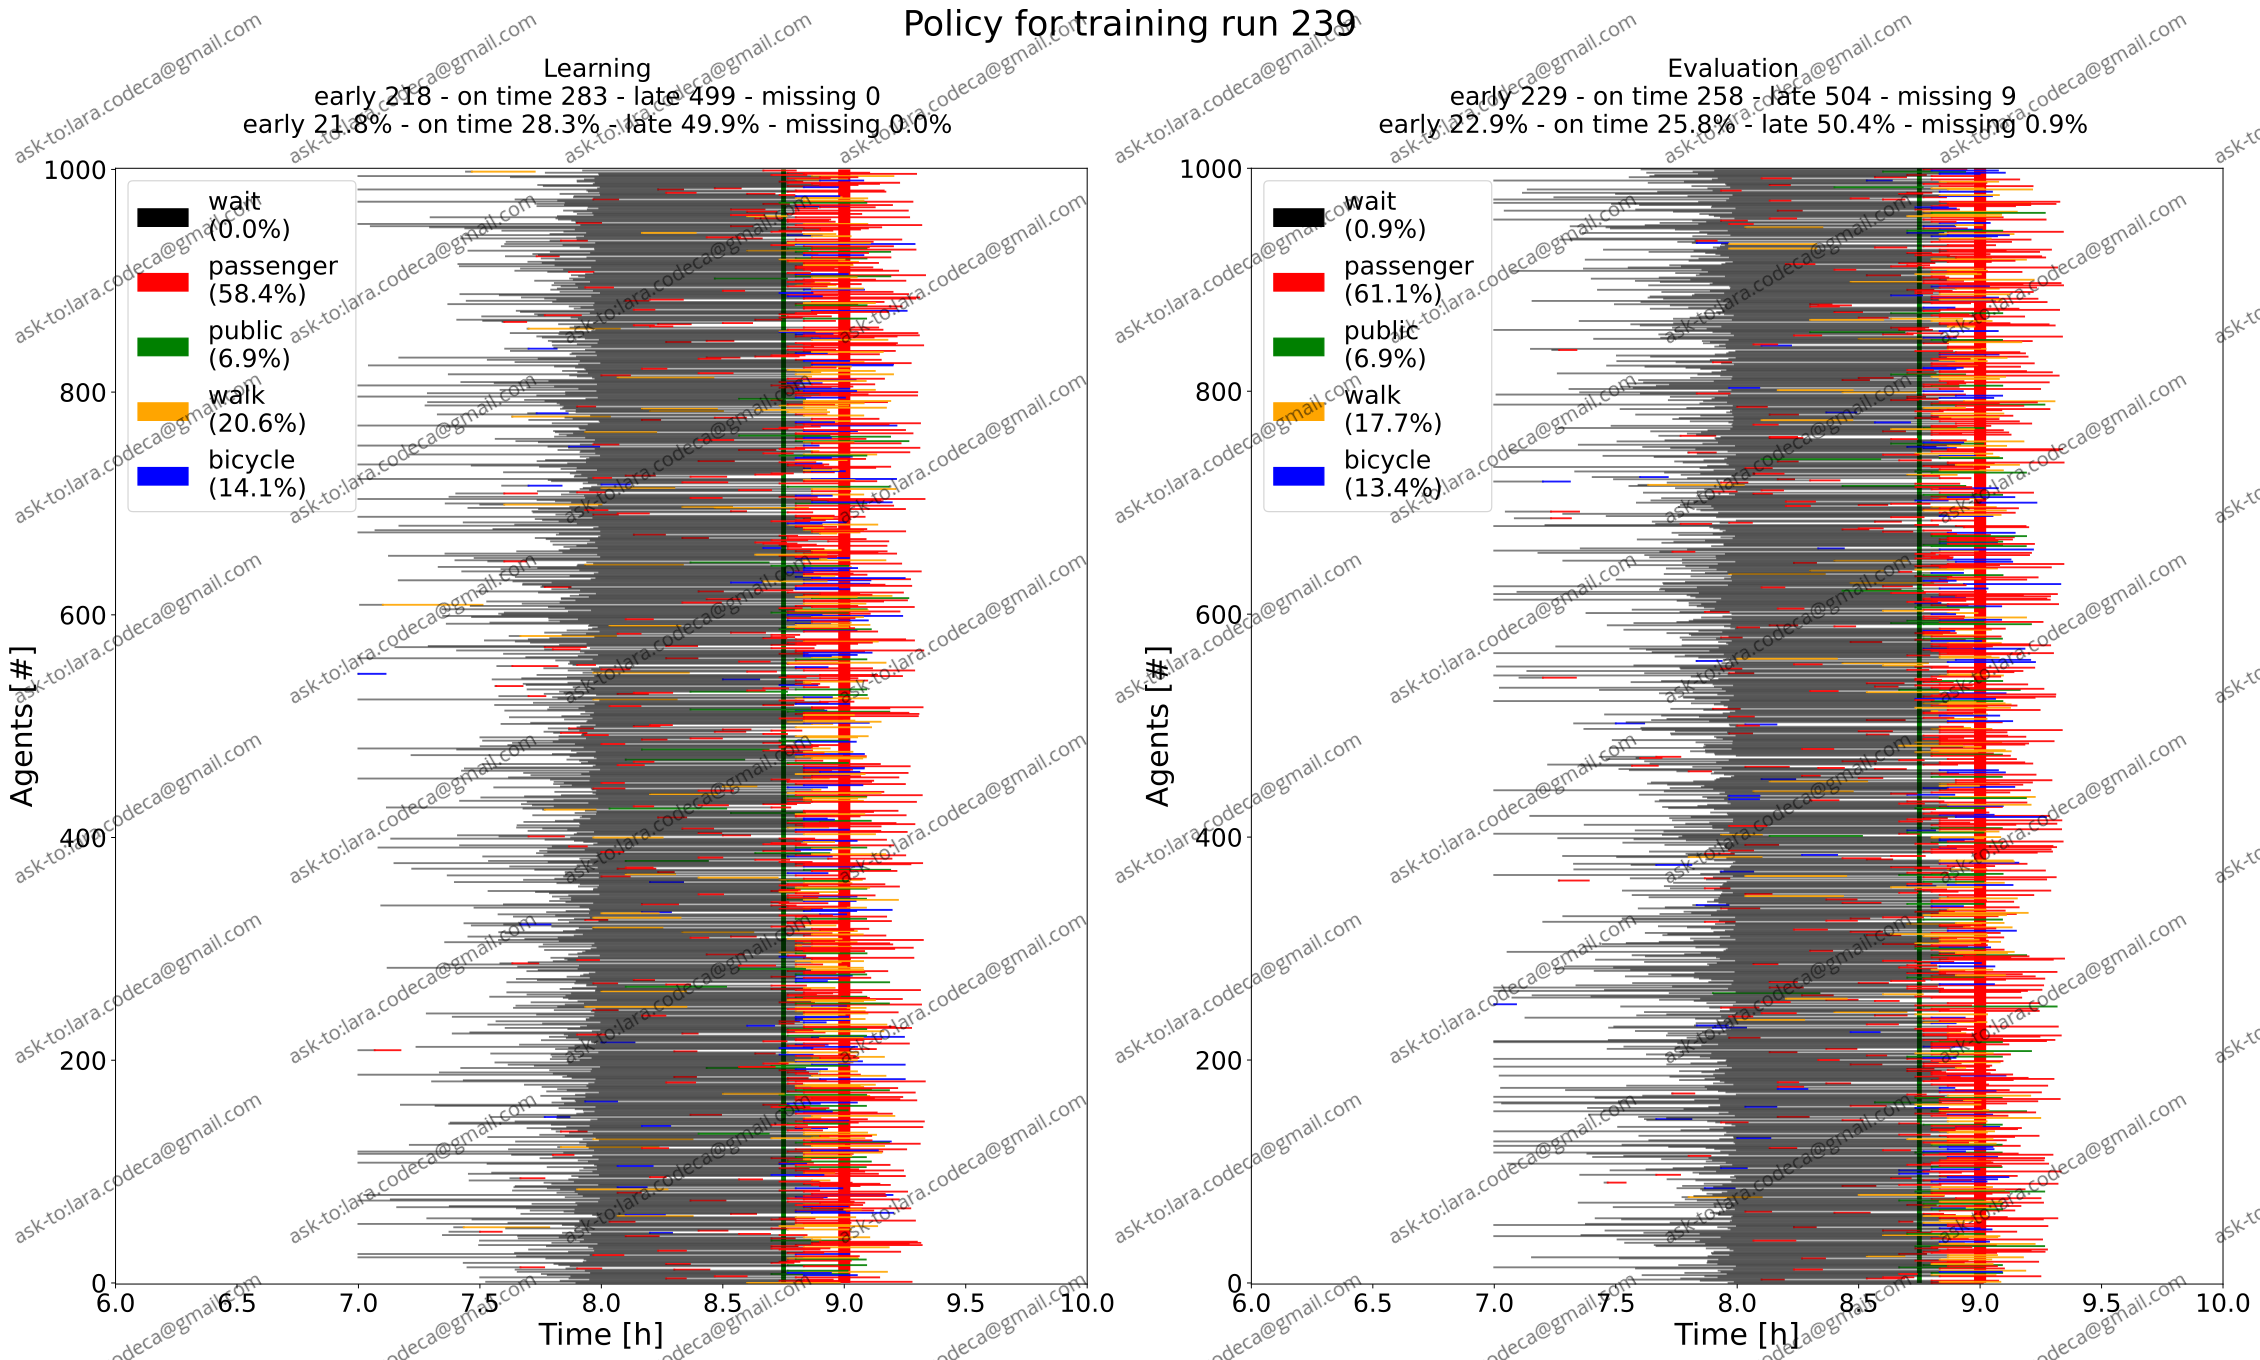 Policy for training run 239
Learning
early 218 - on time 283 - late 499 - missing 0
early 21.8% - on time 28.3% - late 49.9% - missing 0.0%
1000
800
600
400
200
0
wait
(0.0%)
passenger
(58.4%)
public
(6.9%)
walk
(20.6%)
bicycle
(14.1%)
Agents [#]
6.0 6.5 7.0 7.5 8.0 8.5 9.0 9.5 10.0
Time [h]
Evaluation
early 229 - on time 258 - late 504 - missing 9
early 22.9% - on time 25.8% - late 50.4% - missing 0.9%
1000
800
600
400
200
0
wait
(0.9%)
passenger
(61.1%)
public
(6.9%)
walk
(17.7%)
bicycle
(13.4%)
Agents [#]
6.0 6.5 7.0 7.5 8.0 8.5 9.0 9.5 10.0
Time [h]
ask-to:lara.codeca@gmail.com